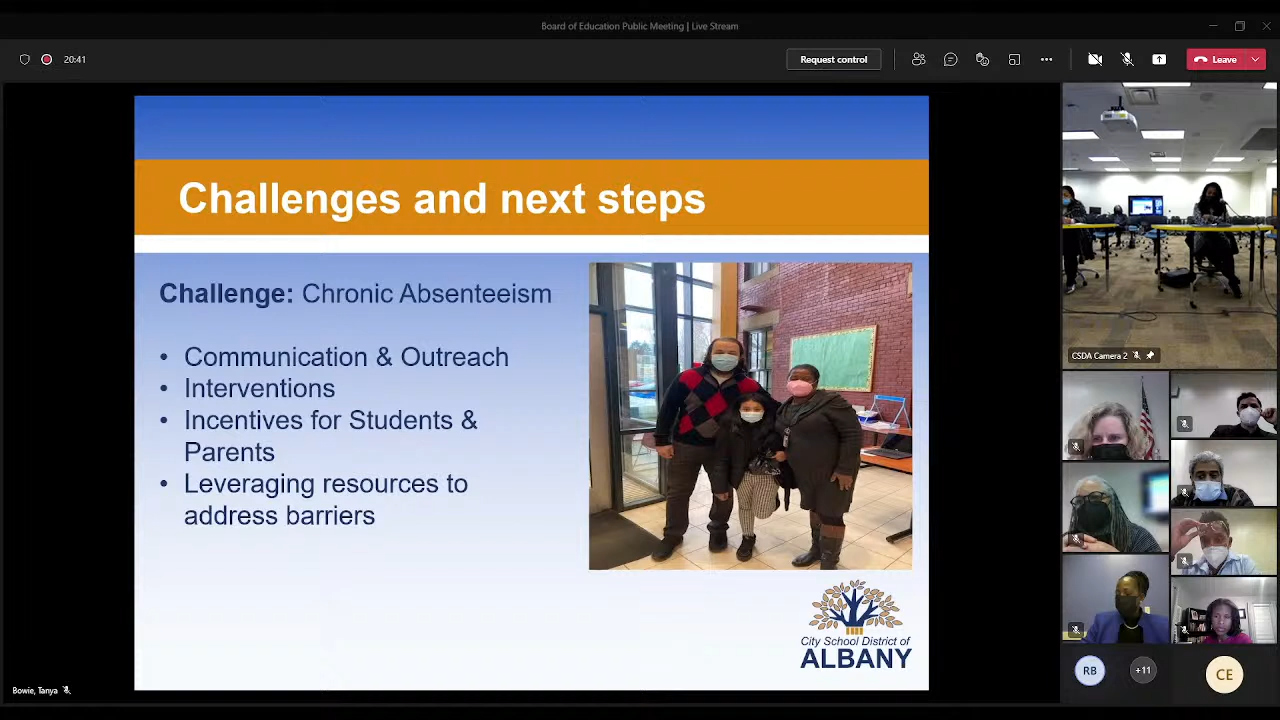 Board of Education Public Meeting | Live Stream
20:41
Request control
Leave
Challenges and next steps
Challenge: Chronic Absenteeism
• Communication & Outreach
• Interventions
• Incentives for Students &
Parents
• Leveraging resources to
address barriers
City School District of
ALBANY
CSDA Camera 2
RB
+11
CE
Bowie, Tanya